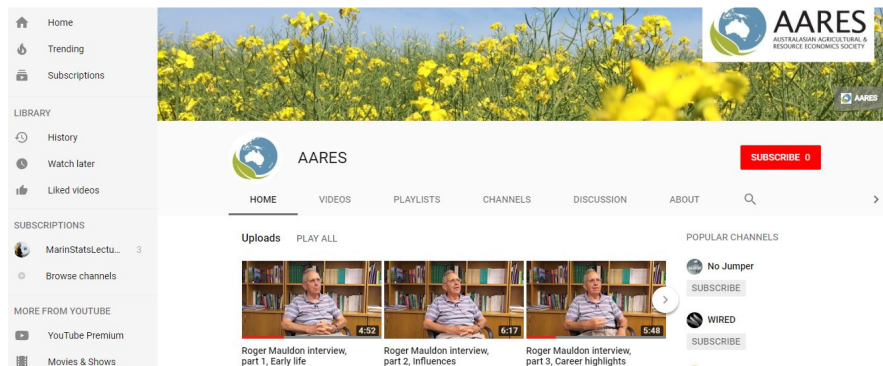 Home
Trending
Subscriptions
LIBRARY
History
Watch later
Liked videos
SUBSCRIPTIONS
MarinStatsLectu... 3
Browse channels
MORE FROM YOUTUBE
YouTube Premium
Movies & Shows
AARES
AUSTRALASIAN AGRICULTURAL &
RESOURCE ECONOMICS SOCIETY
AARES
AARES
SUBSCRIBE 0
HOME VIDEOS PLAYLISTS CHANNELS DISCUSSION ABOUT
Uploads PLAY ALL
4:52
Roger Mauldon interview,
part 1, Early life
6:17
Roger Mauldon interview,
part 2, Influences
5:48
Roger Mauldon interview,
part 3, Career highlights
POPULAR CHANNELS
No Jumper
SUBSCRIBE
WIRED
SUBSCRIBE